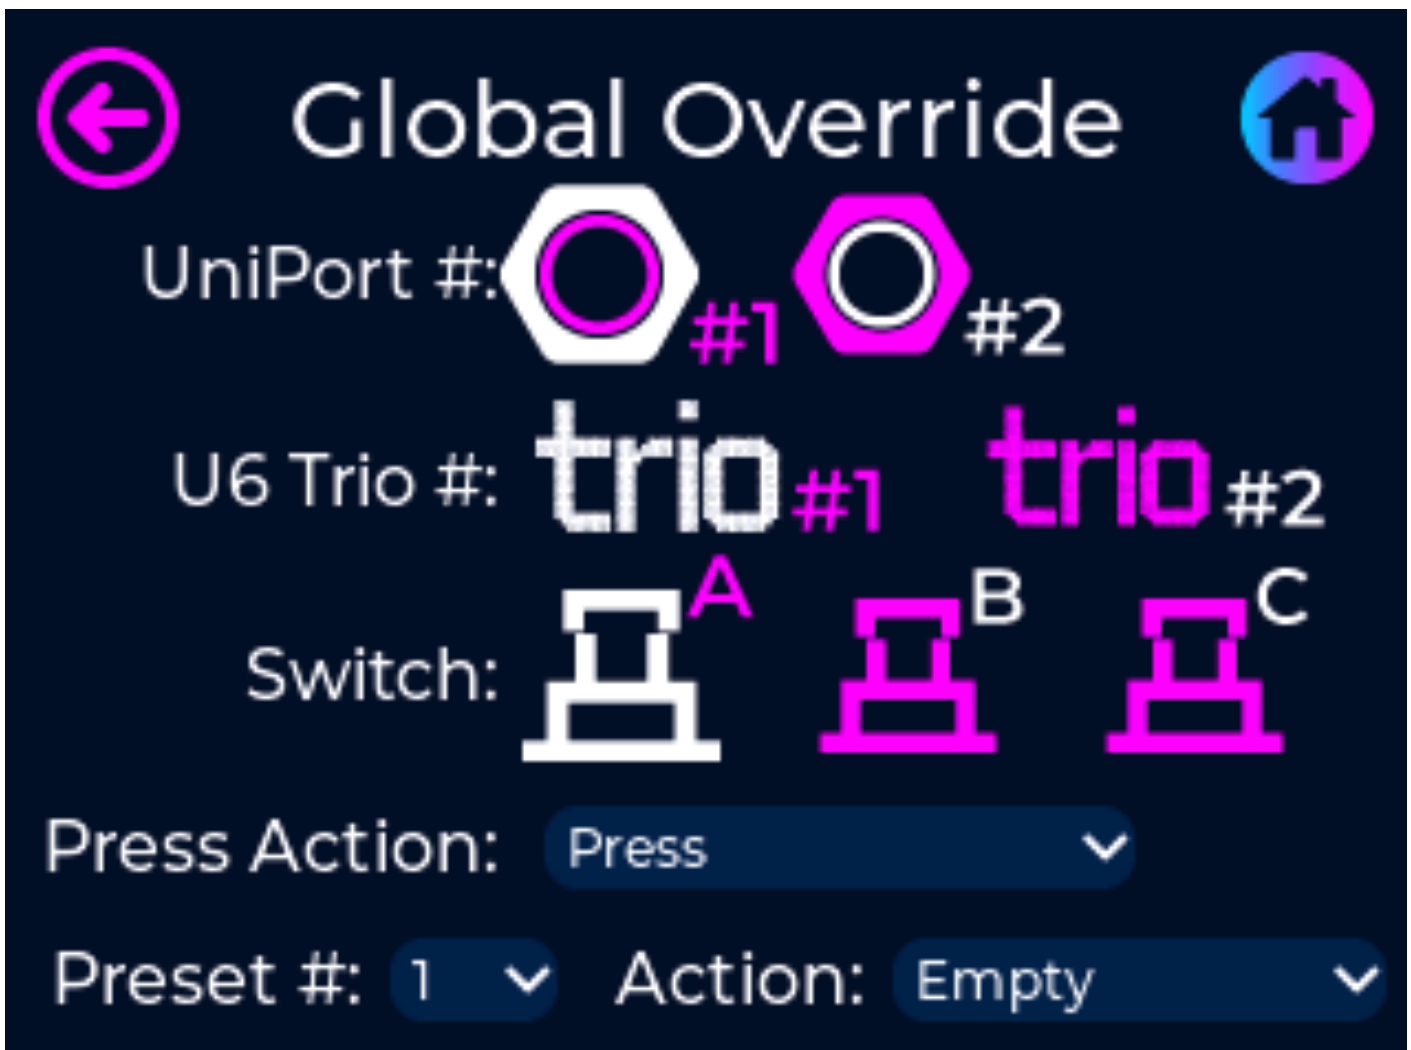 Global Override
UniPort #: #1 #2
U6 Trio #: trio #1 trio #2
Switch: A B C
Press Action: Press
Preset #: 1 Action: Empty